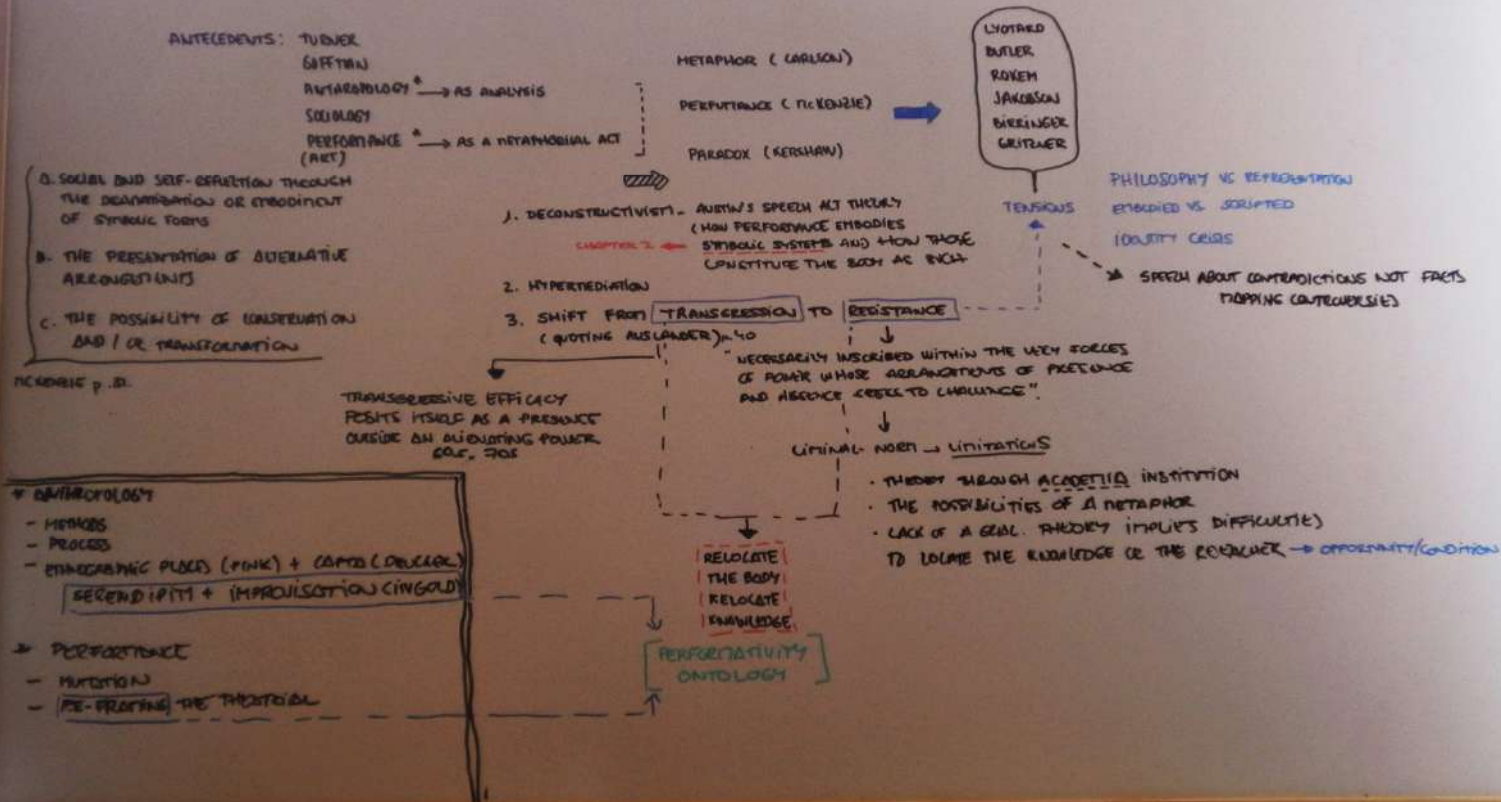 ANTECEDENTS: TURNER
GOFFMAN
ANTHROPOLOGY * → AS ANALYSIS
SOCIOLOGY
PERFORMANCE * → AS A METAPHORICAL ACT
(ART)
METAPHOR (CARLSON)
PERFORMANCE (McKENZIE)
PARADOX (KERSHAW)
LYOTARD
BUTLER
ROKEM
JAKOBSON
BIRRINGER
GRITZNER
A. SOCIAL AND SELF-REFLECTION THROUGH
THE DRAMATIZATION OR EMBODIMENT
OF SYMBOLIC FORMS
B. THE PRESENTATION OF ALTERNATIVE
ARRANGEMENTS
C. THE POSSIBILITY OF CONSERVATION
AND / OR TRANSFORMATION
MCKENZIE p.
1. DECONSTRUCTIVISM - AUSTIN'S SPEECH ACT THEORY
(HOW PERFORMANCE EMBODIES
CHAPTER 2 ← SYMBOLIC SYSTEMS AND HOW THOSE
CONSTITUTE THE BODY AS SUCH
2. HYPERMEDIATION
3. SHIFT FROM TRANSGRESSION TO RESISTANCE
(QUOTING AUSLANDER) p. 40
TENSIONS
PHILOSOPHY VS REPRESENTATION
EMBODIED VS. SCRIPTED
IDENTITY CRISIS
SPEECH ABOUT CONTRADICTIONS NOT FACTS
MAPPING CONTROVERSIES
"NECESSARILY INSCRIBED WITHIN THE VERY FORCES
OF POWER WHOSE ARRANGEMENTS OF PRESENCE
AND ABSENCE SEEKS TO CHALLENGE".
TRANSGRESSIVE EFFICACY
POSITS ITSELF AS A PRESENCE
OUTSIDE AN ALIENATING POWER
60s. 70s
LIMINAL-NORM → LIMITATIONS
· THEORY THROUGH ACADEMIA INSTITUTION
· THE POSSIBILITIES OF A METAPHOR
· LACK OF A GRAL. THEORY IMPLIES DIFFICULTIES
TO LOCATE THE KNOWLEDGE OR THE RESEARCHER → OPPORTUNITY/CONDITION
* ANTHROPOLOGY
- METHODS
- PROCESS
- ETHNOGRAPHIC PLACES (PINK) + CAPTA (DRUCKER)
SERENDIPITY + IMPROVISATION (INGOLD)
* PERFORMANCE
- MUTATION
- RE-FRAMING THE THEATRICAL
RELOCATE
THE BODY
RELOCATE
KNOWLEDGE
[PERFORMATIVITY
ONTOLOGY]